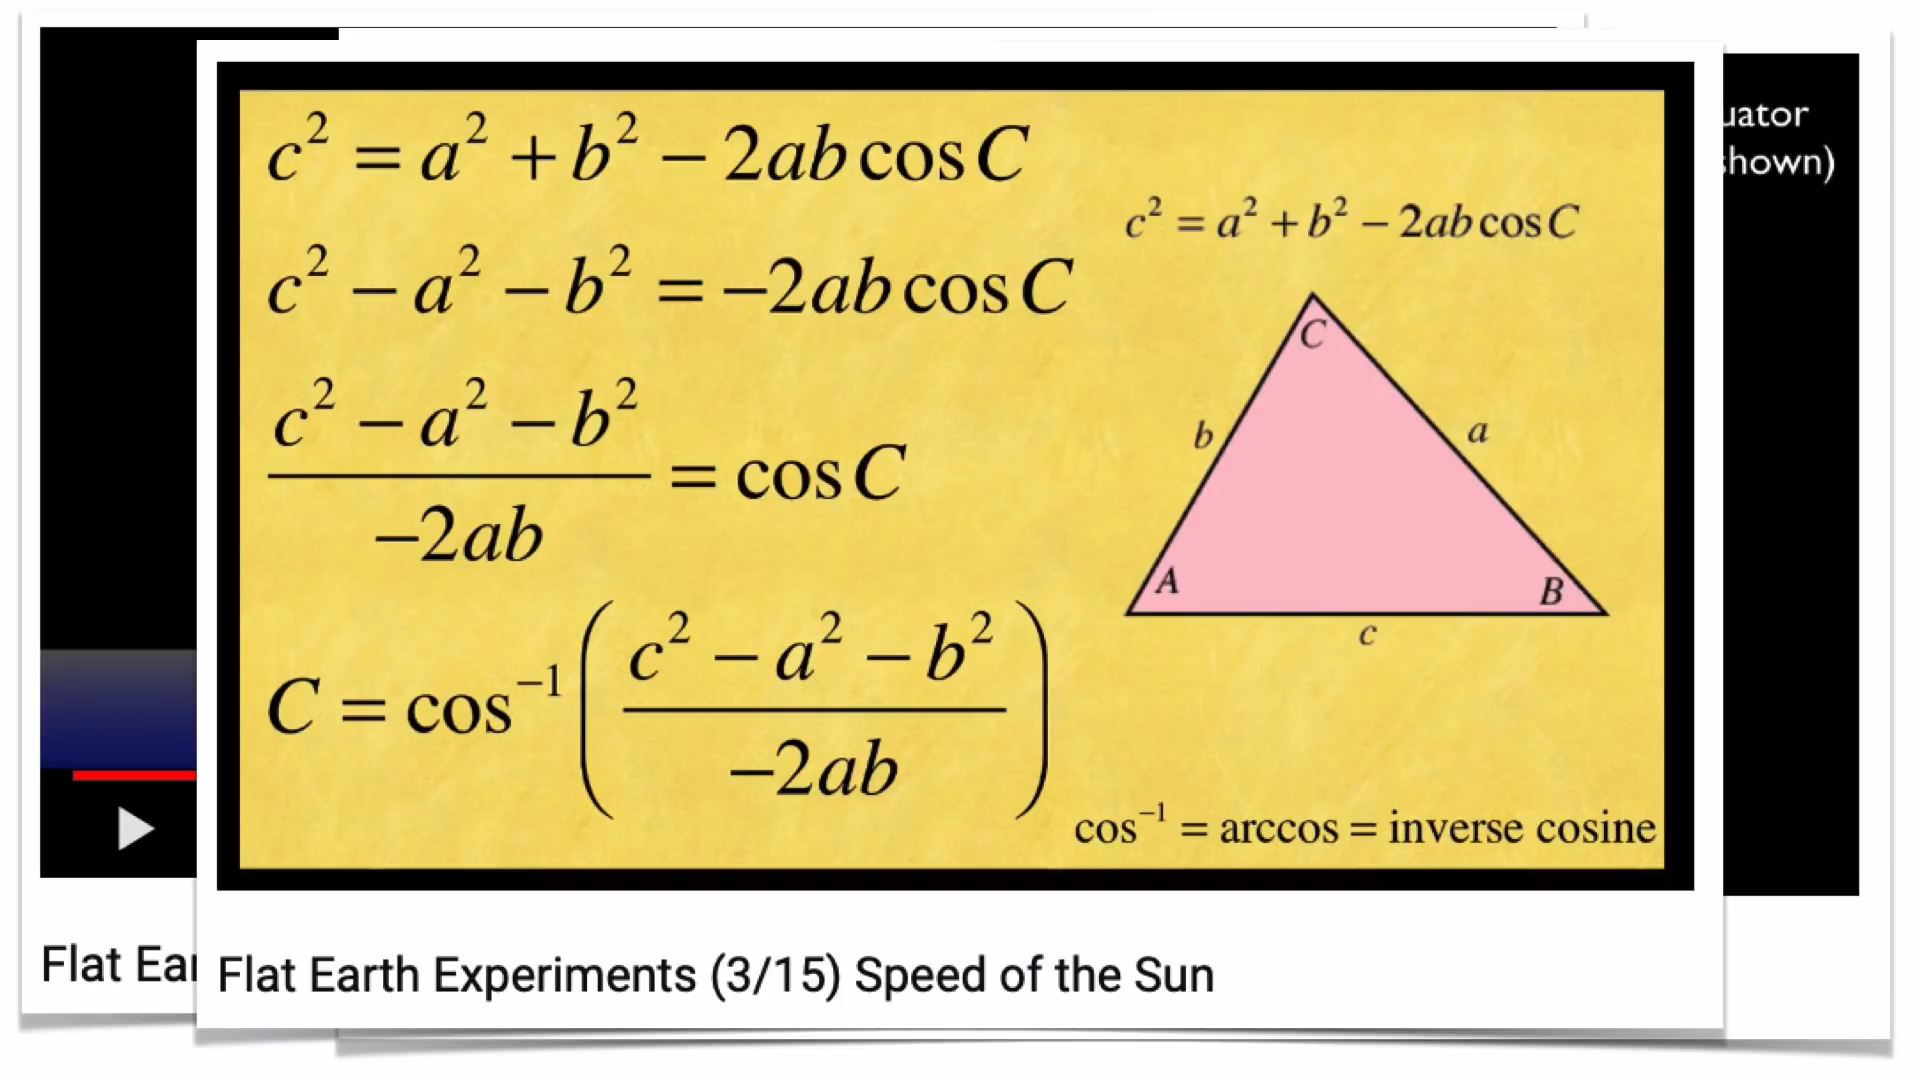 c² = a² + b² − 2ab cos C
c² − a² − b² = −2ab cos C
c² − a² − b²
−2ab
= cos C
C = cos⁻¹ (c² − a² − b² / −2ab)
c² = a² + b² − 2ab cos C
C
b
a
A
B
c
cos⁻¹ = arccos = inverse cosine
uator
shown)
Flat Ear
Flat Earth Experiments (3/15) Speed of the Sun